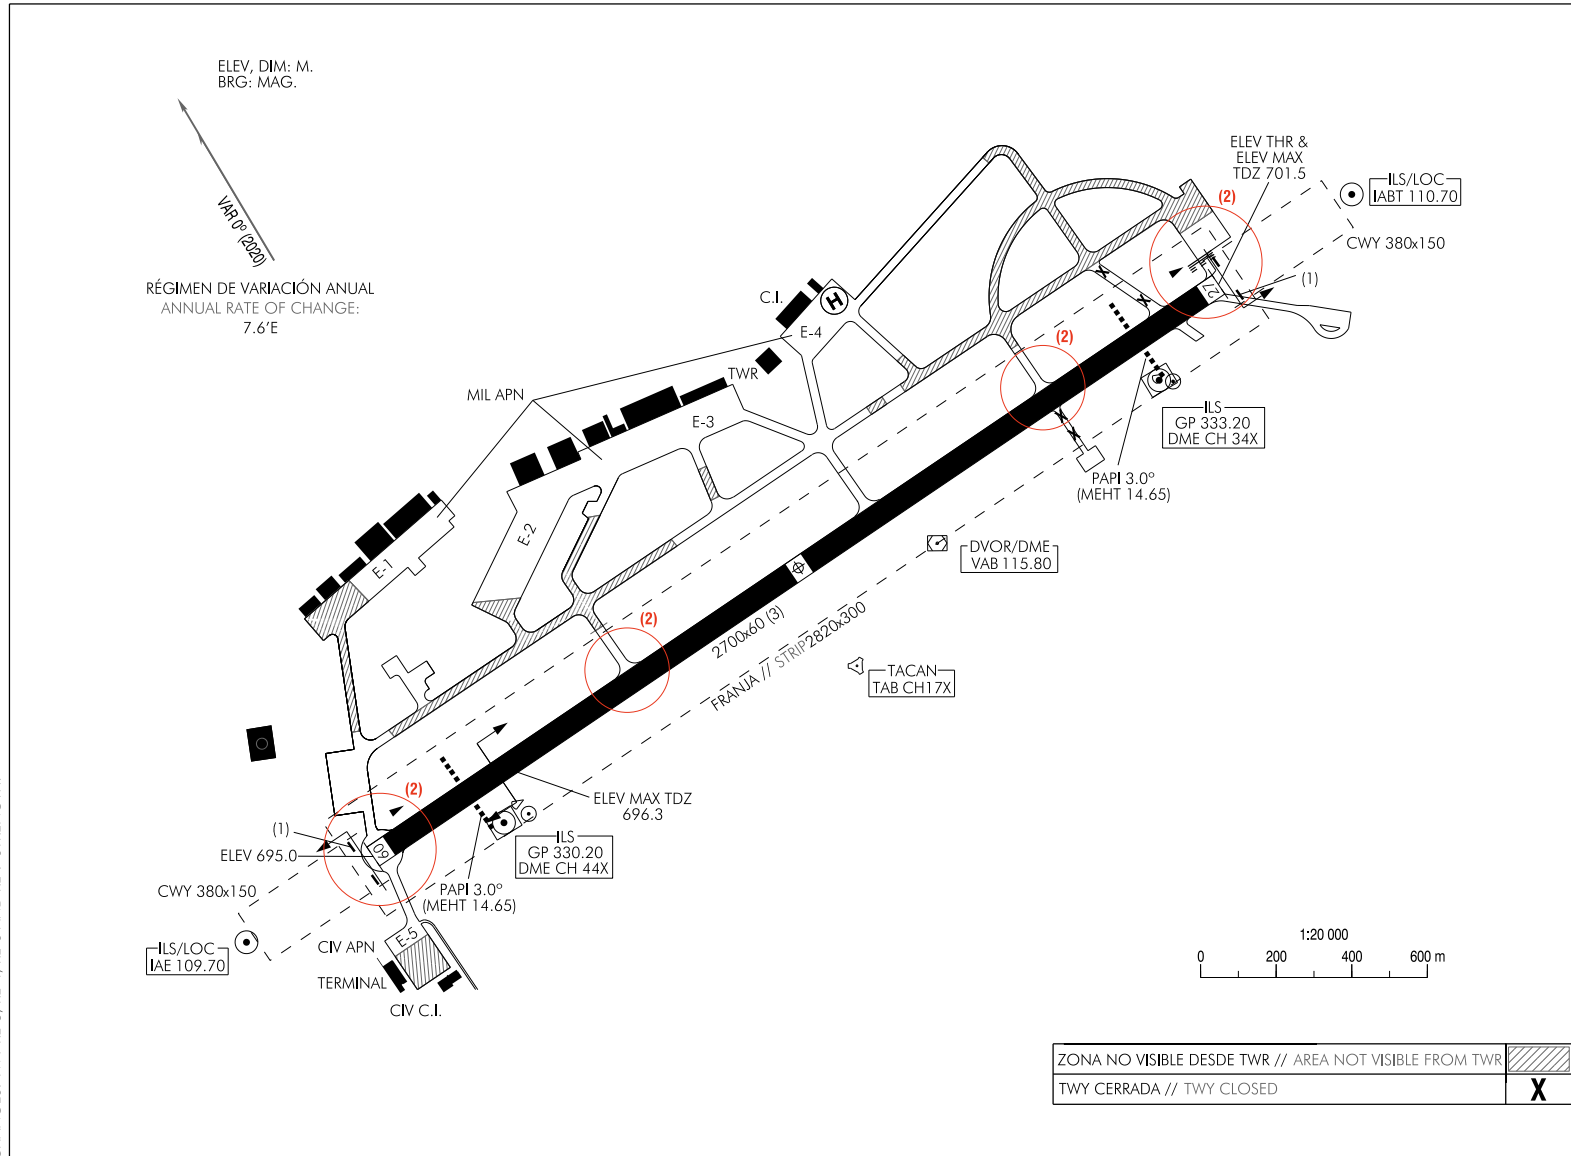 ELEV, DIM: M.
BRG: MAG.
VAR 0º (2020)
RÉGIMEN DE VARIACIÓN ANUAL
ANNUAL RATE OF CHANGE:
7.6'E
ELEV THR &
ELEV MAX
TDZ 701.5
(2)
ILS/LOC
IABT 110.70
CWY 380x150
(1)
27
C.I.
H
E-4
(2)
TWR
MIL APN
E-3
ILS
GP 333.20
DME CH 34X
PAPI 3.0º
(MEHT 14.65)
E-2
DVOR/DME
VAB 115.80
E-1
2700x60 (3)
FRANJA // STRIP 2820x300
(2)
TACAN
TAB CH17X
(2)
ELEV MAX TDZ
696.3
(1)
ELEV 695.0
09
ILS
GP 330.20
DME CH 44X
PAPI 3.0º
(MEHT 14.65)
CWY 380x150
ILS/LOC
IAE 109.70
CIV APN
E-5
TERMINAL
CIV C.I.
1:20 000
0 200 400 600 m
ZONA NO VISIBLE DESDE TWR // AREA NOT VISIBLE FROM TWR
TWY CERRADA // TWY CLOSED X